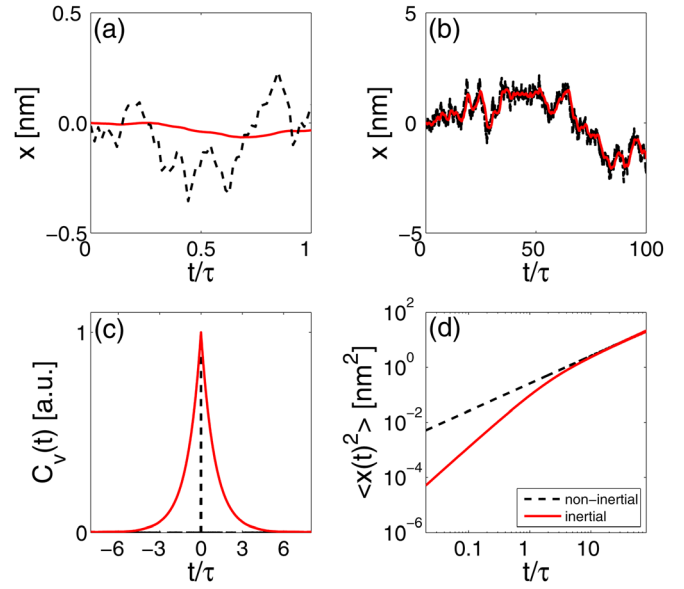 (a)
0.5
0.0
−0.5
x [nm]
0
0.5
1
t/τ
(b)
5
0
−5
x [nm]
0
50
100
t/τ
(c)
1
0
C_v(t) [a.u.]
−6
−3
0
3
6
t/τ
(d)
10^2
10^0
10^−2
10^−4
10^−6
<x(t)^2> [nm^2]
0.1
1
10
t/τ
non−inertial
inertial